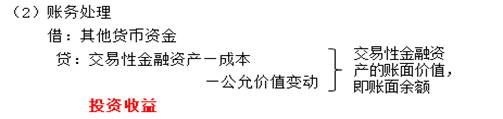 （2）账务处理
借：其他货币资金
贷：交易性金融资产—成本
—公允价值变动
投资收益
交易性金融资
产的账面价值，
即账面余额